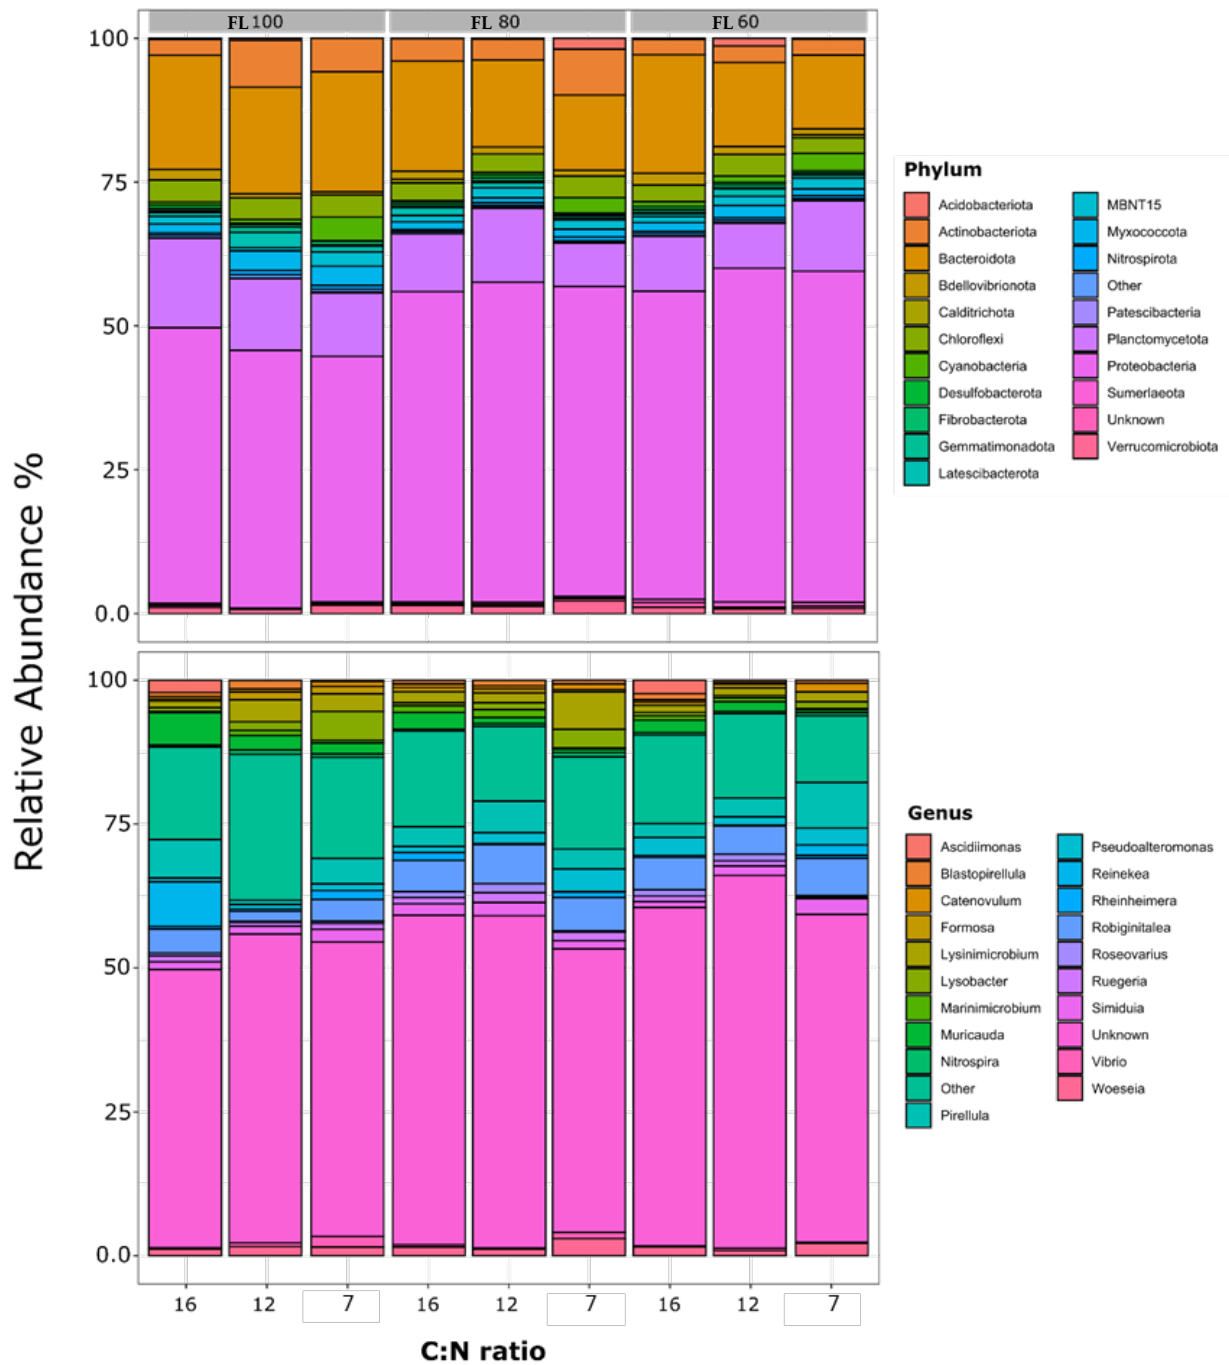 FL 100 FL 80 FL 60
100
75
50
25
0.0
Phylum
Acidobacteriota
Actinobacteriota
Bacteroidota
Bdellovibrionota
Calditrichota
Chloroflexi
Cyanobacteria
Desulfobacterota
Fibrobacterota
Gemmatimonadota
Latescibacterota
MBNT15
Myxococcota
Nitrospirota
Other
Patescibacteria
Planctomycetota
Proteobacteria
Sumerlaeota
Unknown
Verrucomicrobiota
Relative Abundance %
100
75
50
25
0.0
Genus
Ascidiimonas
Blastopirellula
Catenovulum
Formosa
Lysinimicrobium
Lysobacter
Marinimicrobium
Muricauda
Nitrospira
Other
Pirellula
Pseudoalteromonas
Reinekea
Rheinheimera
Robiginitalea
Roseovarius
Ruegeria
Simiduia
Unknown
Vibrio
Woeseia
16 12 7 16 12 7 16 12 7
C:N ratio